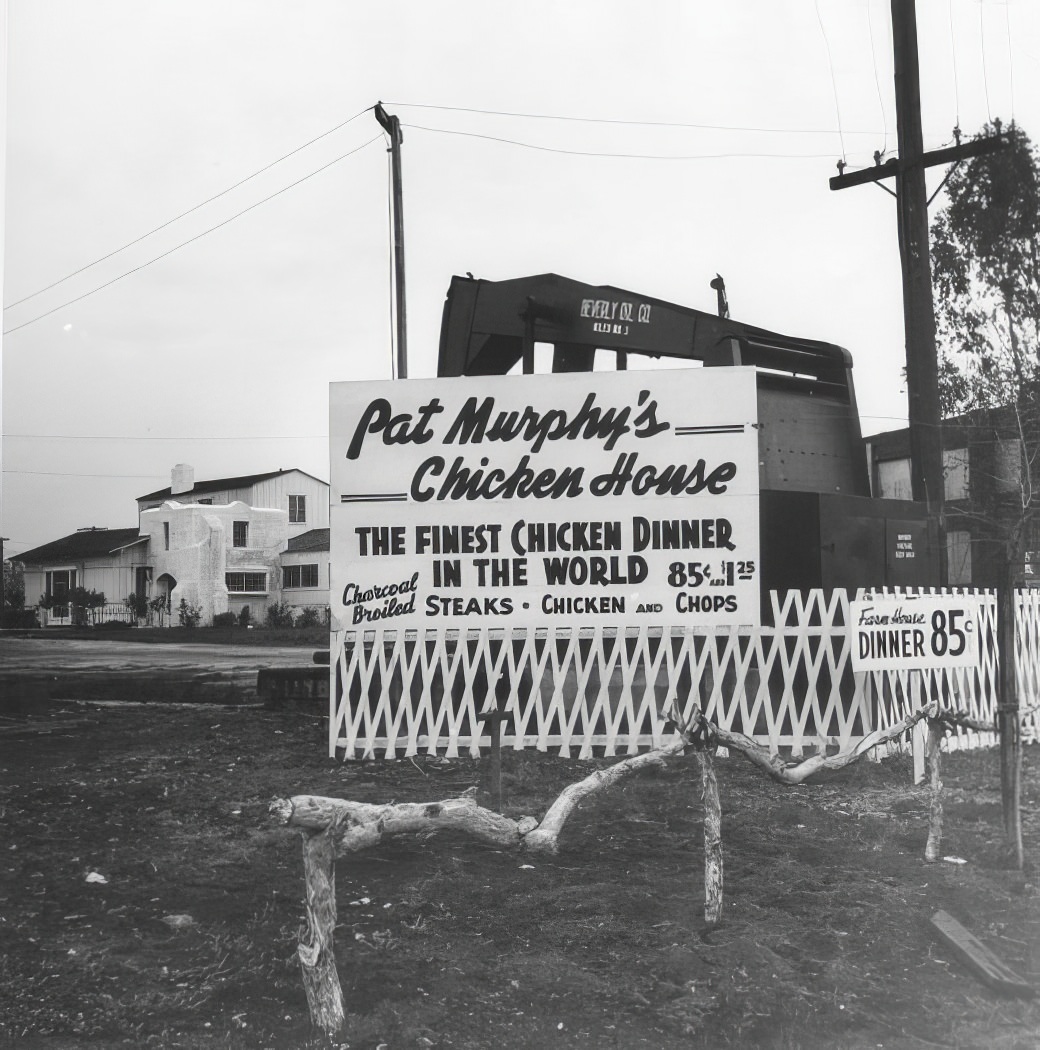 BEVERLY OIL CO
Pat Murphy's
Chicken House
THE FINEST CHICKEN DINNER
IN THE WORLD
85¢ AND $1.25
Charcoal
Broiled
STEAKS • CHICKEN AND CHOPS
Farm House
DINNER 85¢